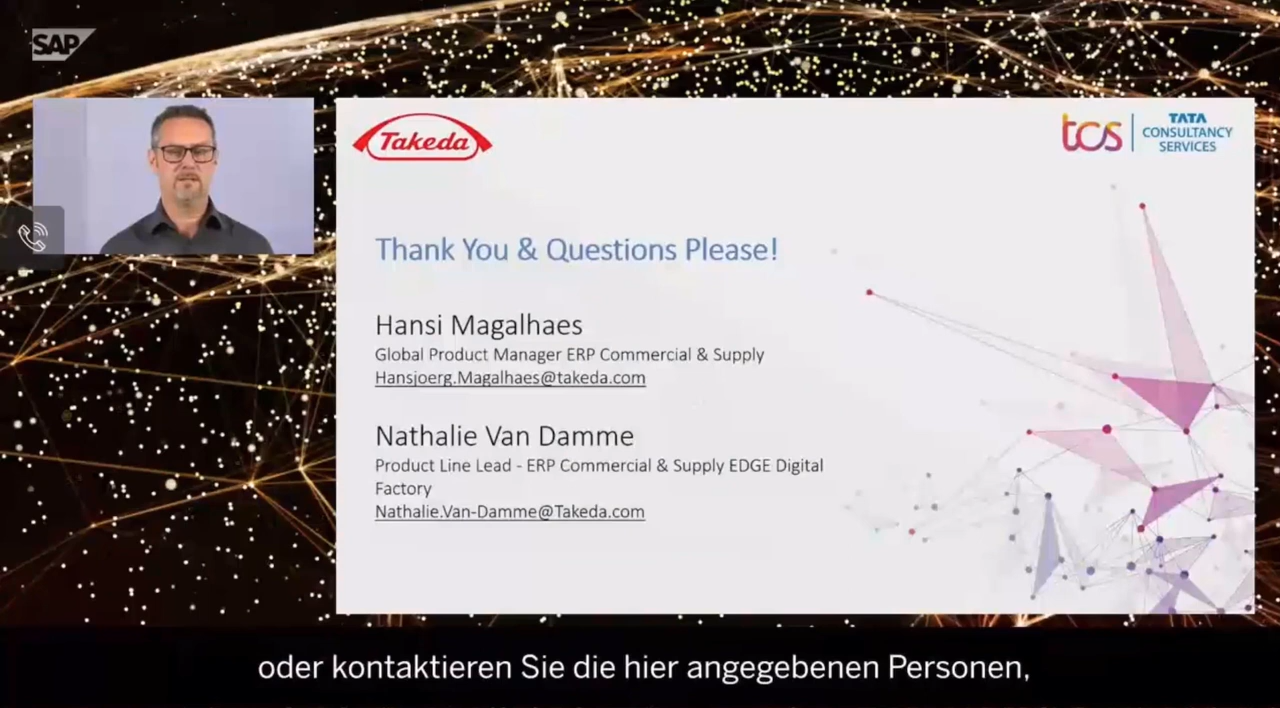 SAP
Takeda
tcs
TATA
CONSULTANCY
SERVICES
Thank You & Questions Please!
Hansi Magalhaes
Global Product Manager ERP Commercial & Supply
Hansjoerg.Magalhaes@takeda.com
Nathalie Van Damme
Product Line Lead - ERP Commercial & Supply EDGE Digital
Factory
Nathalie.Van-Damme@Takeda.com
oder kontaktieren Sie die hier angegebenen Personen,